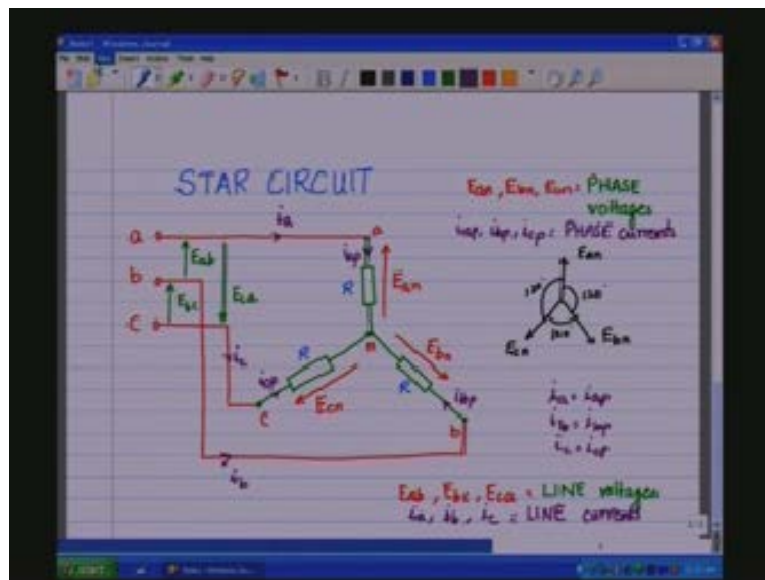 STAR CIRCUIT
Ean, Ebn, Ecn = PHASE
voltages
iap, ibp, icp = PHASE currents
a
ia
a
Ean
b
Eab
iap
R
Ean
120
120
c
Ebc
Eca
n
Ebn
Ecn
120
Ebn
ic
R
icp
R
ibp
Ecn
c
b
ia = iap
ib = ibp
ic = icp
ib
Eab, Ebc, Eca = LINE voltages
ia, ib, ic = LINE currents